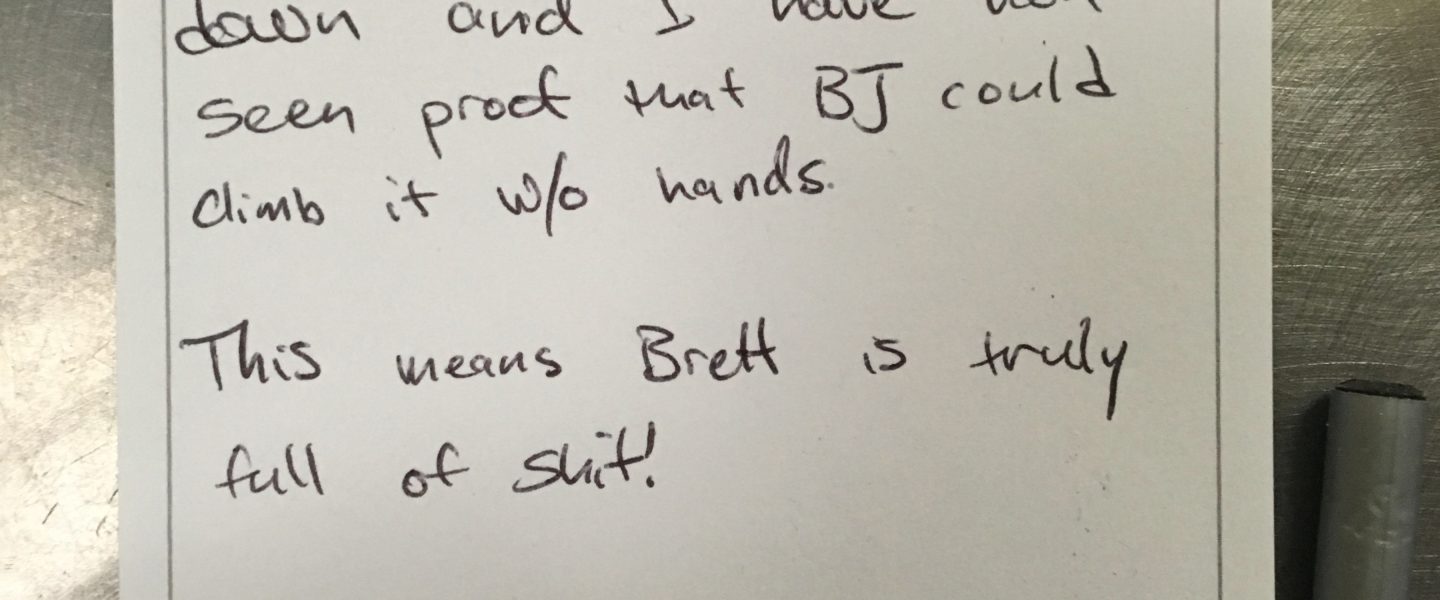 down and I have
seen proof that BJ could
climb it w/o hands.
This means Brett is truly
full of shit!